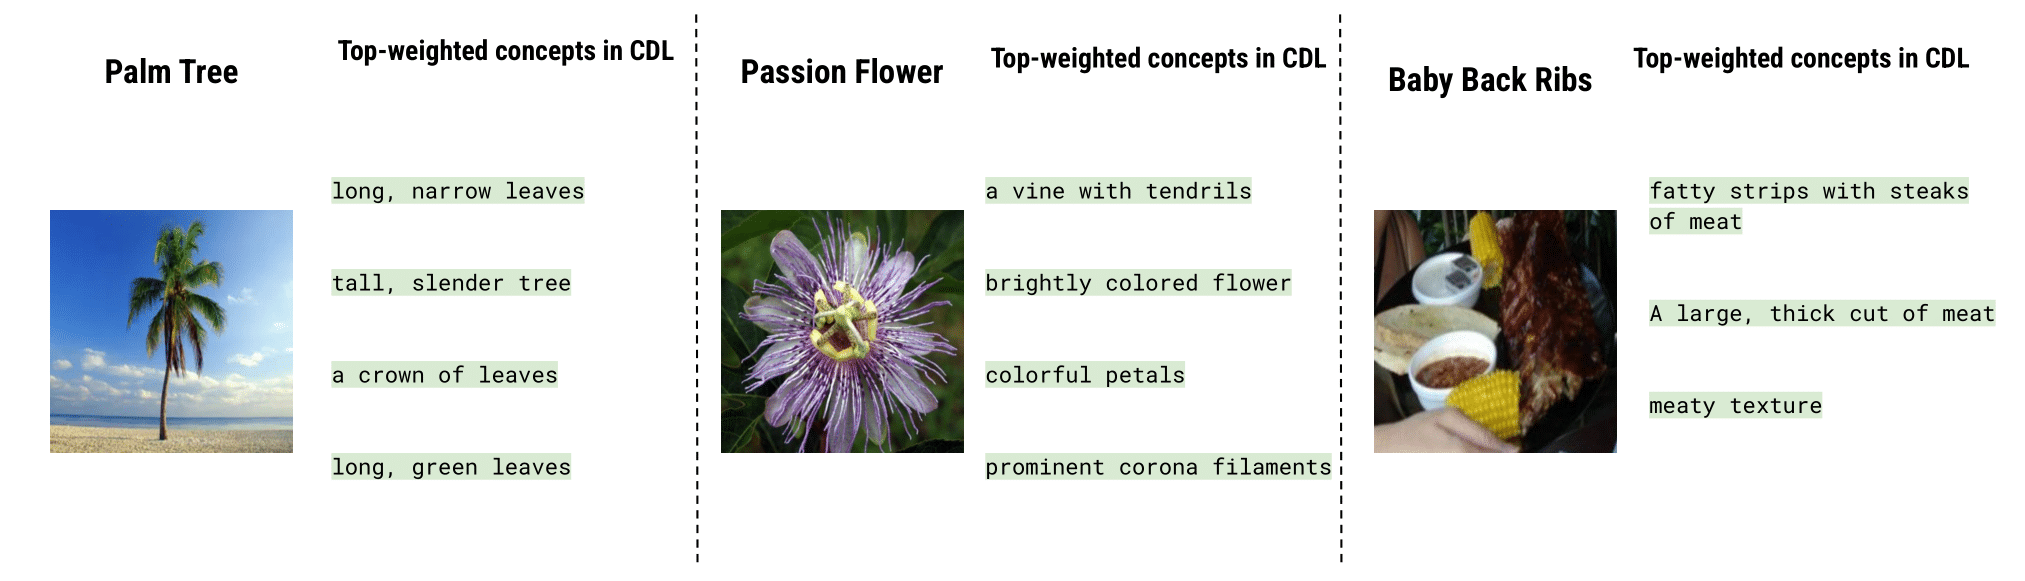 Palm Tree
Top-weighted concepts in CDL
long, narrow leaves
tall, slender tree
a crown of leaves
long, green leaves
Passion Flower
Top-weighted concepts in CDL
a vine with tendrils
brightly colored flower
colorful petals
prominent corona filaments
Baby Back Ribs
Top-weighted concepts in CDL
fatty strips with steaks
of meat
A large, thick cut of meat
meaty texture